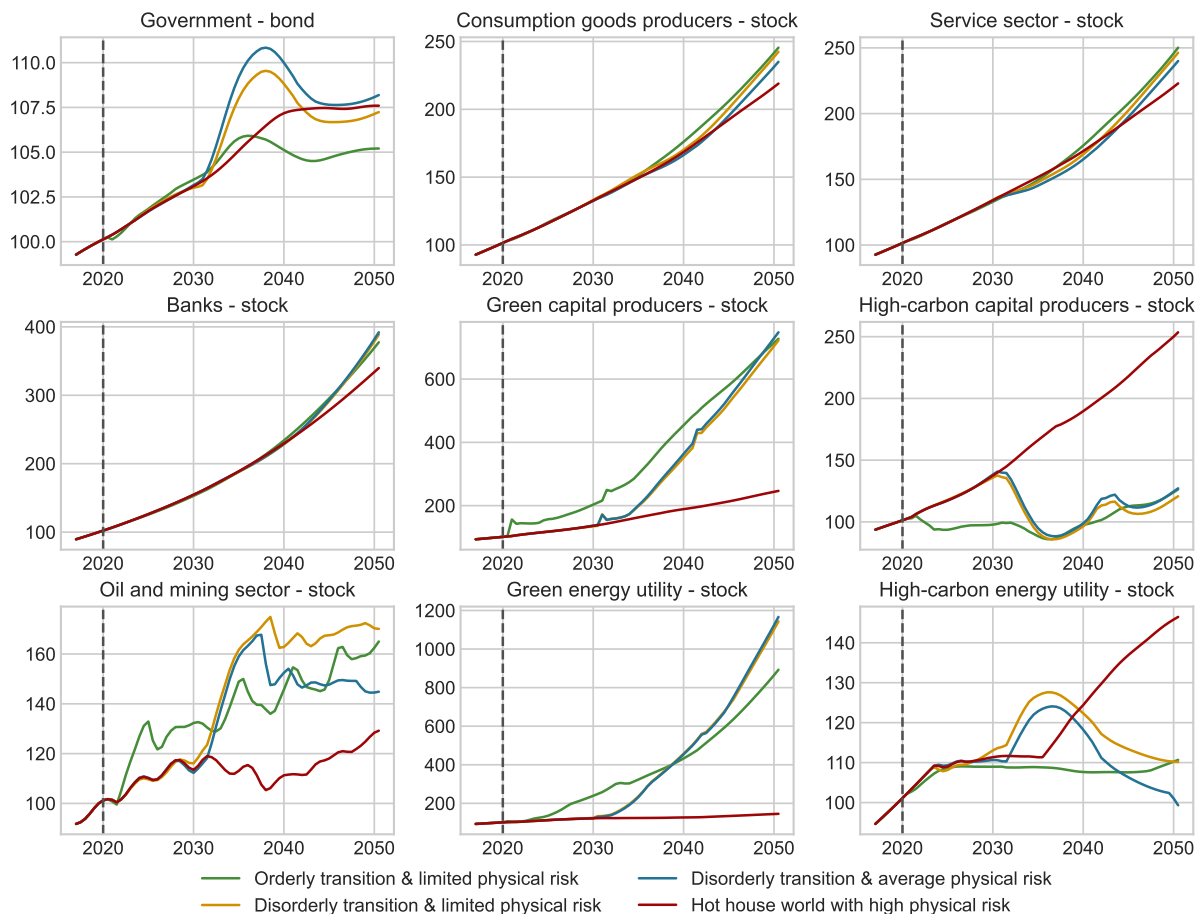 Government - bond
Consumption goods producers - stock
Service sector - stock
110.0
107.5
105.0
102.5
100.0
2020 2030 2040 2050
250
200
150
100
2020 2030 2040 2050
250
200
150
100
2020 2030 2040 2050
Banks - stock
Green capital producers - stock
High-carbon capital producers - stock
400
300
200
100
2020 2030 2040 2050
600
400
200
2020 2030 2040 2050
250
200
150
100
2020 2030 2040 2050
Oil and mining sector - stock
Green energy utility - stock
High-carbon energy utility - stock
160
140
120
100
2020 2030 2040 2050
1200
1000
800
600
400
200
2020 2030 2040 2050
140
130
120
110
100
2020 2030 2040 2050
Orderly transition & limited physical risk
Disorderly transition & average physical risk
Disorderly transition & limited physical risk
Hot house world with high physical risk